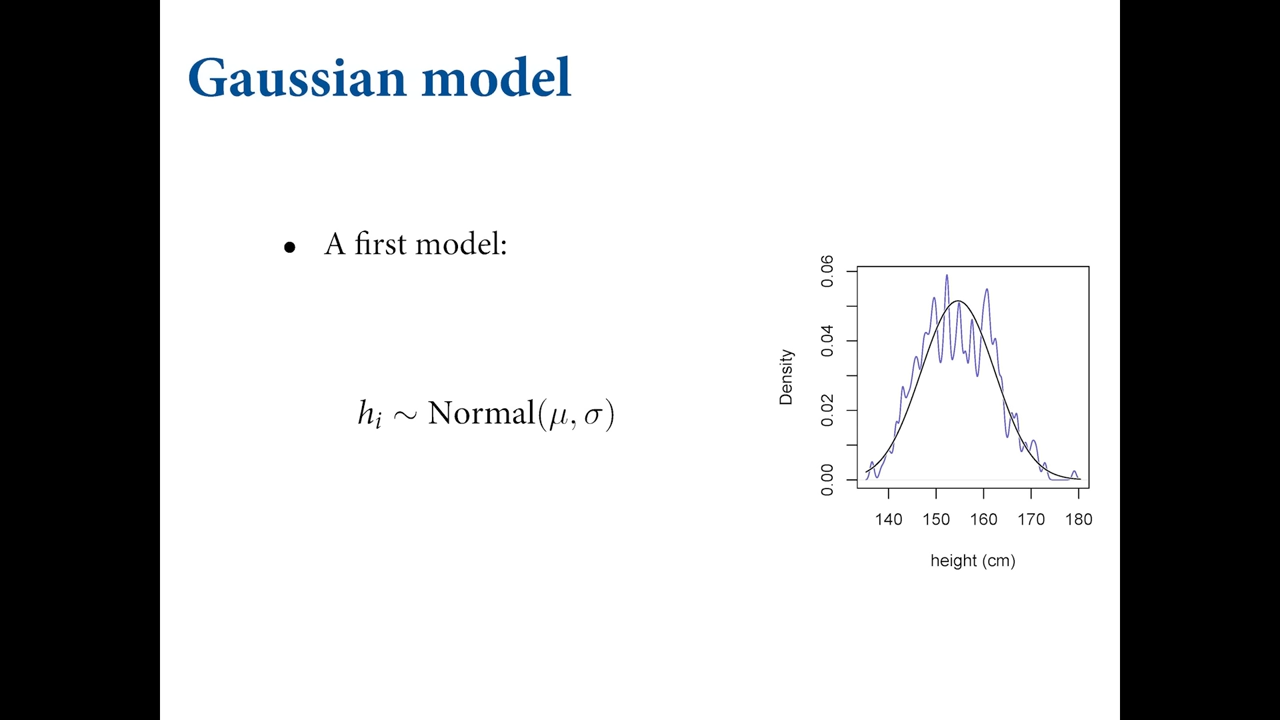 Gaussian model
• A first model:
hᵢ ∼ Normal(μ, σ)
Density
0.00 0.02 0.04 0.06
140 150 160 170 180
height (cm)